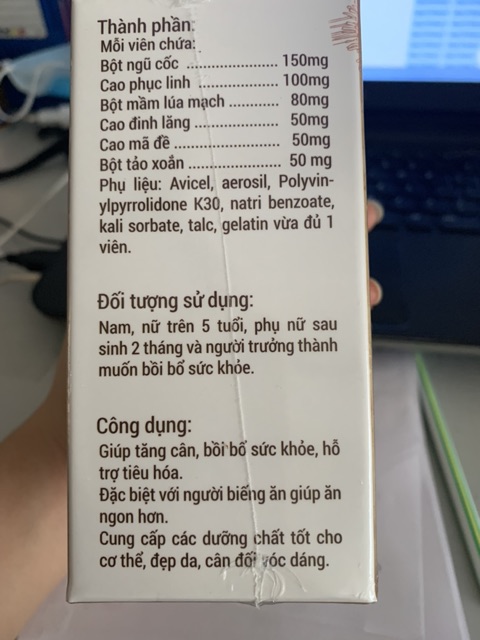 Thành phần:
Mỗi viên chứa:
Bột ngũ cốc ........................ 150mg
Cao phục linh ..................... 100mg
Bột mầm lúa mạch ............ 80mg
Cao đinh lăng .................... 50mg
Cao mã đề ......................... 50mg
Bột tảo xoắn ...................... 50 mg
Phụ liệu: Avicel, aerosil, Polyvin-
ylpyrrolidone K30, natri benzoate,
kali sorbate, talc, gelatin vừa đủ 1
viên.
Đối tượng sử dụng:
Nam, nữ trên 5 tuổi, phụ nữ sau
sinh 2 tháng và người trưởng thành
muốn bồi bổ sức khỏe.
Công dụng:
Giúp tăng cân, bồi bổ sức khỏe, hỗ
trợ tiêu hóa.
Đặc biệt với người biếng ăn giúp ăn
ngon hơn.
Cung cấp các dưỡng chất tốt cho
cơ thể, đẹp da, cân đối vóc dáng.